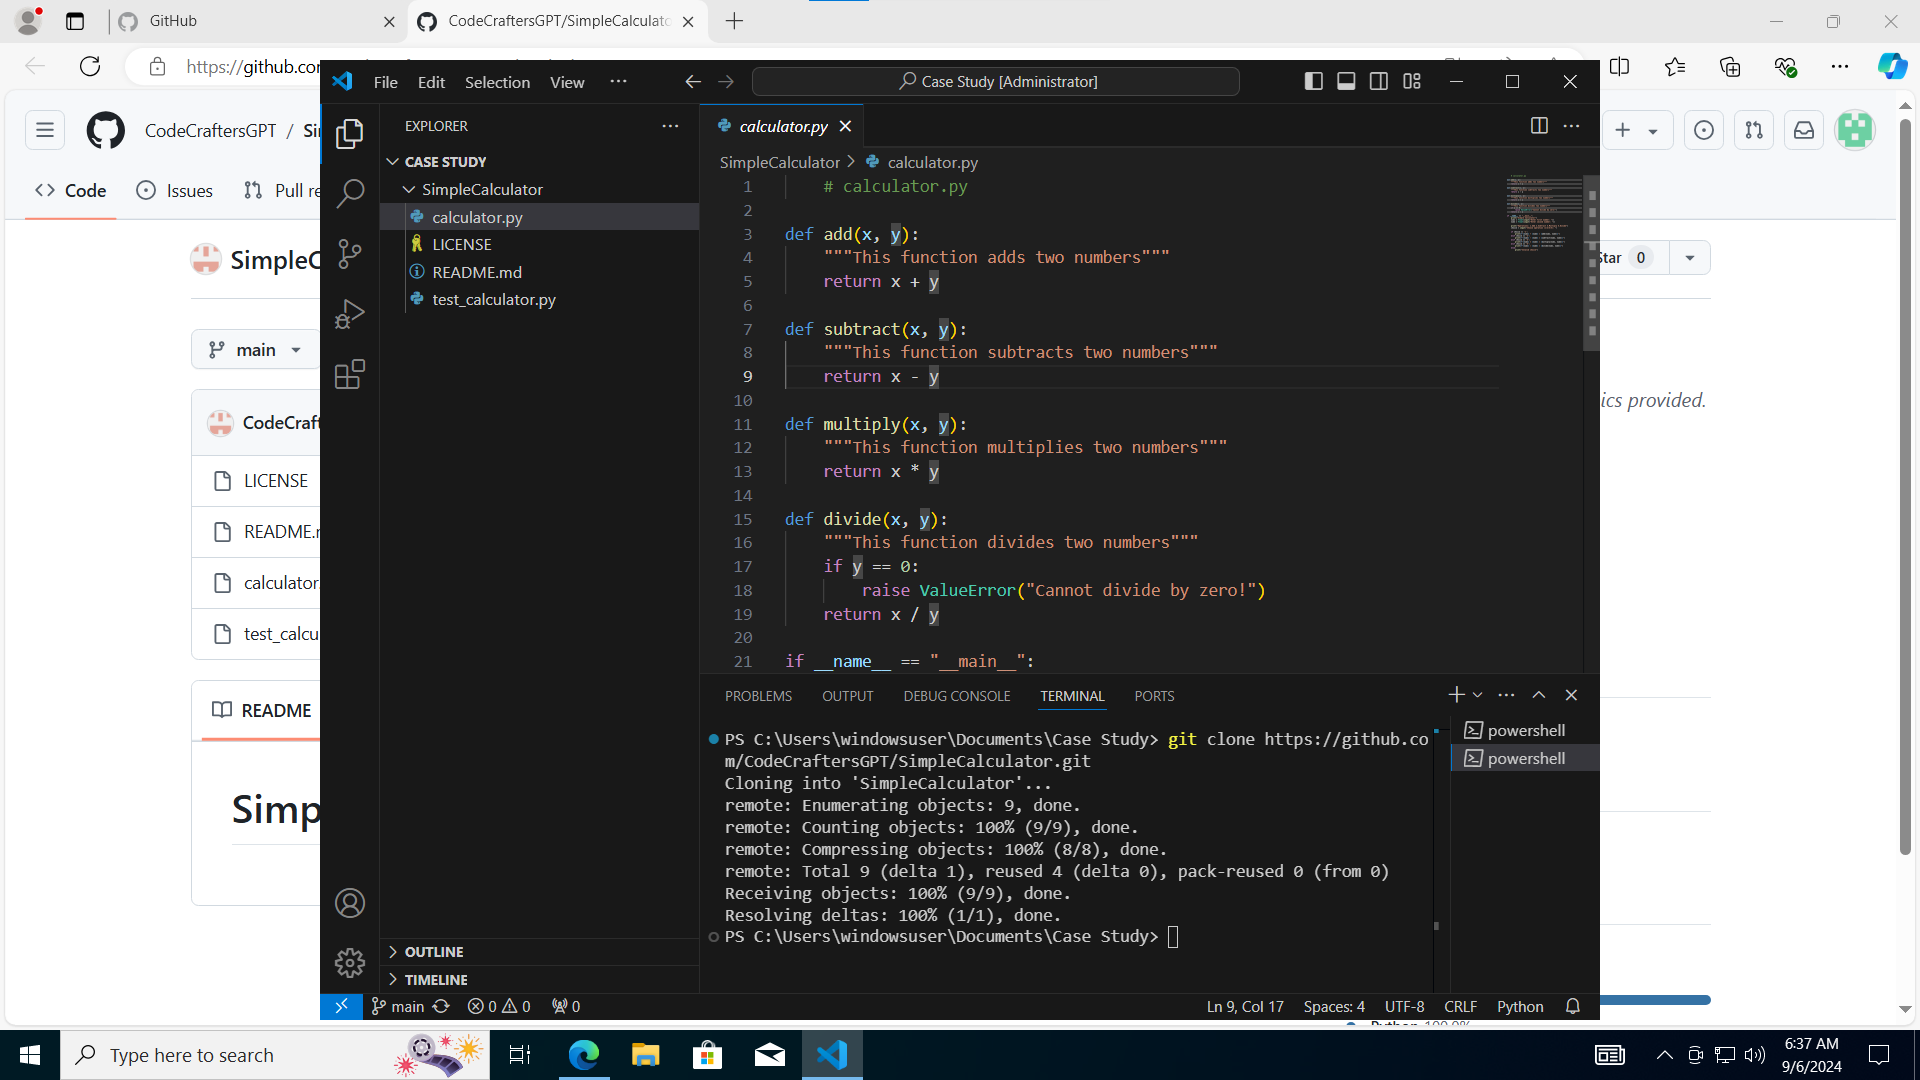 GitHub
CodeCraftersGPT/SimpleCalculato
https://github.co
CodeCraftersGPT / Si
Code
Issues
Pull re
SimpleC
Star 0
main
ics provided.
CodeCraft
LICENSE
README.
calculator.
test_calcu
README
Simp
Python 100.0%
File Edit Selection View ···
Case Study [Administrator]
EXPLORER
CASE STUDY
SimpleCalculator
calculator.py
LICENSE
README.md
test_calculator.py
OUTLINE
TIMELINE
calculator.py
SimpleCalculator > calculator.py
1 # calculator.py
2
3 def add(x, y):
4 """This function adds two numbers"""
5 return x + y
6
7 def subtract(x, y):
8 """This function subtracts two numbers"""
9 return x - y
10
11 def multiply(x, y):
12 """This function multiplies two numbers"""
13 return x * y
14
15 def divide(x, y):
16 """This function divides two numbers"""
17 if y == 0:
18 raise ValueError("Cannot divide by zero!")
19 return x / y
20
21 if __name__ == "__main__":
PROBLEMS OUTPUT DEBUG CONSOLE TERMINAL PORTS
PS C:\Users\windowsuser\Documents\Case Study> git clone https://github.co
m/CodeCraftersGPT/SimpleCalculator.git
Cloning into 'SimpleCalculator'...
remote: Enumerating objects: 9, done.
remote: Counting objects: 100% (9/9), done.
remote: Compressing objects: 100% (8/8), done.
remote: Total 9 (delta 1), reused 4 (delta 0), pack-reused 0 (from 0)
Receiving objects: 100% (9/9), done.
Resolving deltas: 100% (1/1), done.
PS C:\Users\windowsuser\Documents\Case Study>
powershell
powershell
main 0 0 0
Ln 9, Col 17 Spaces: 4 UTF-8 CRLF Python
Type here to search
6:37 AM
9/6/2024